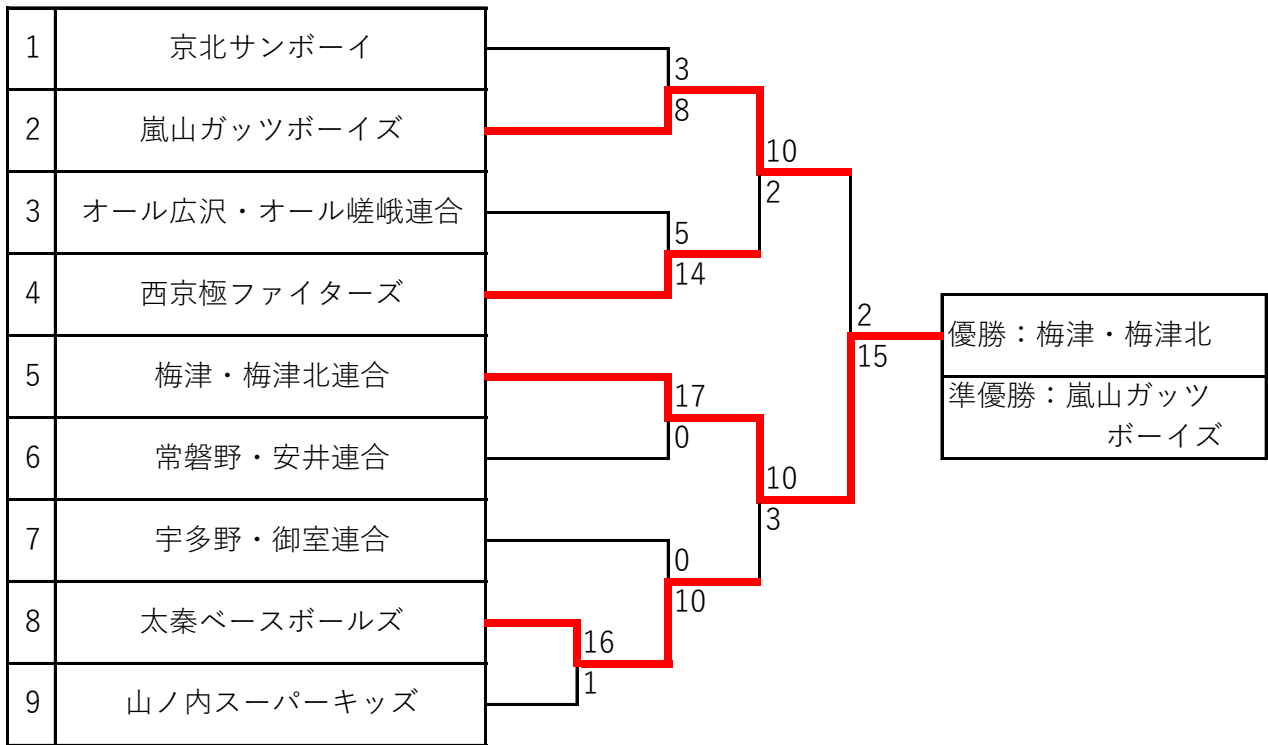 1 京北サンボーイ
3
2 嵐山ガッツボーイズ
8
10
2
3 オール広沢・オール嵯峨連合
5
4 西京極ファイターズ
14
2
15
優勝：梅津・梅津北
5 梅津・梅津北連合
17
準優勝：嵐山ガッツ
ボーイズ
6 常磐野・安井連合
0
10
3
7 宇多野・御室連合
0
10
8 太秦ベースボールズ
16
1
9 山ノ内スーパーキッズ